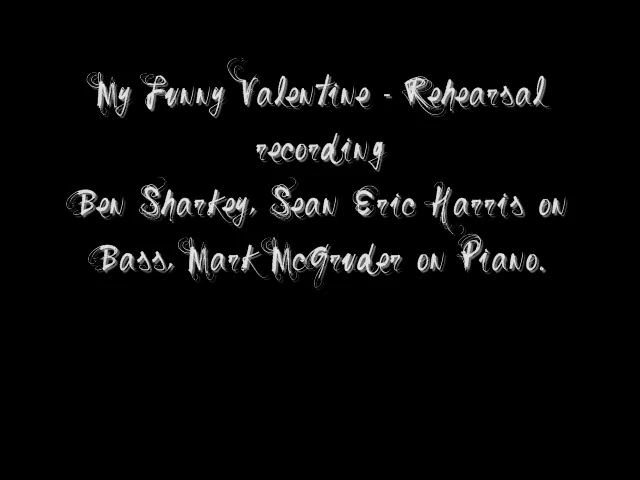 My Funny Valentine - Rehearsal
recording
Ben Sharkey, Sean Eric Harris on
Bass, Mark McGruder on Piano.